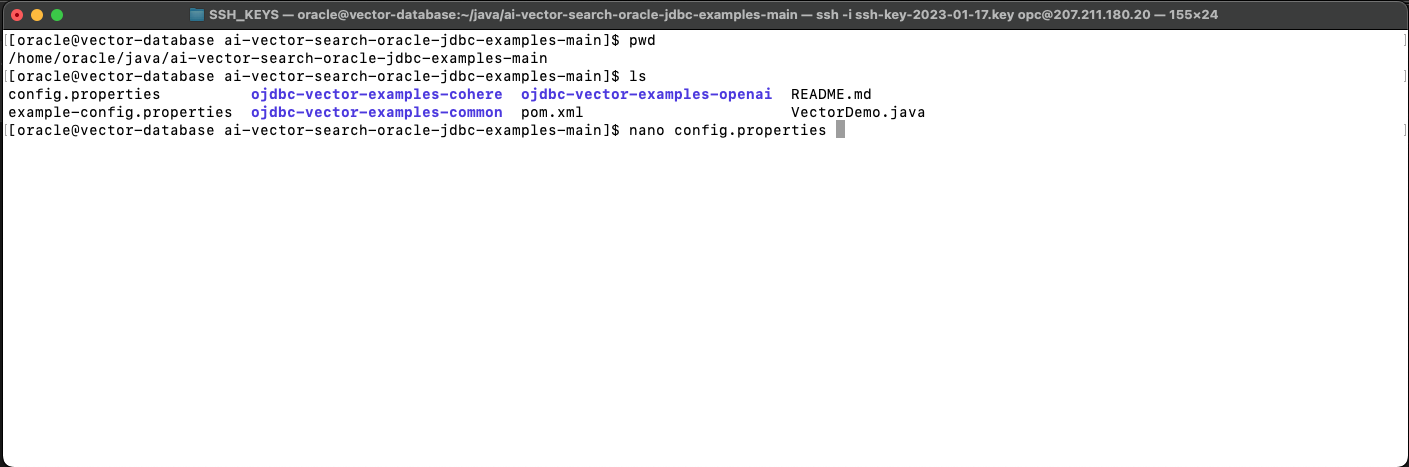 SSH_KEYS — oracle@vector-database:~/java/ai-vector-search-oracle-jdbc-examples-main — ssh -i ssh-key-2023-01-17.key opc@207.211.180.20 — 155×24
[[oracle@vector-database ai-vector-search-oracle-jdbc-examples-main]$ pwd ]
/home/oracle/java/ai-vector-search-oracle-jdbc-examples-main
[[oracle@vector-database ai-vector-search-oracle-jdbc-examples-main]$ ls ]
config.properties ojdbc-vector-examples-cohere ojdbc-vector-examples-openai README.md
example-config.properties ojdbc-vector-examples-common pom.xml VectorDemo.java
[[oracle@vector-database ai-vector-search-oracle-jdbc-examples-main]$ nano config.properties ]